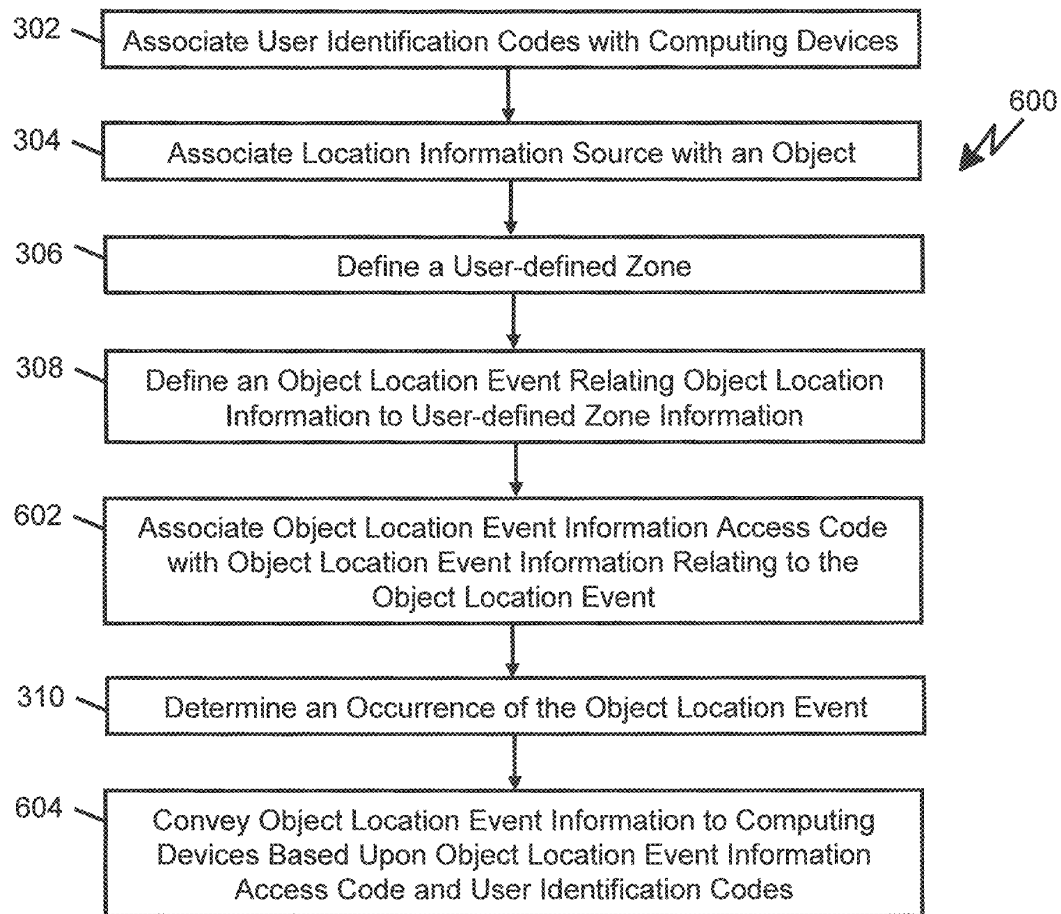 302
Associate User Identification Codes with Computing Devices
600
304
Associate Location Information Source with an Object
306
Define a User-defined Zone
308
Define an Object Location Event Relating Object Location
Information to User-defined Zone Information
602
Associate Object Location Event Information Access Code
with Object Location Event Information Relating to the
Object Location Event
310
Determine an Occurrence of the Object Location Event
604
Convey Object Location Event Information to Computing
Devices Based Upon Object Location Event Information
Access Code and User Identification Codes